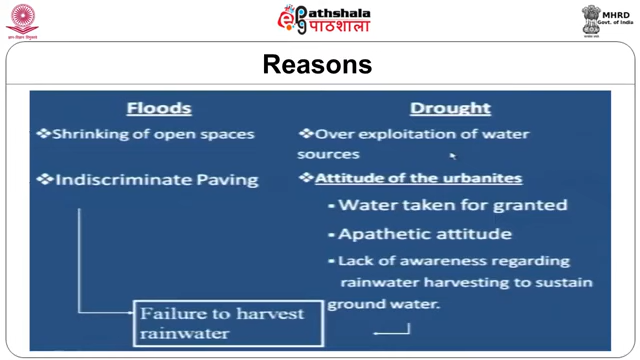 ePathshala
पाठशाला
MHRD
Govt. of India
Reasons
Floods
Shrinking of open spaces
Indiscriminate Paving
Drought
Over exploitation of water
sources
Attitude of the urbanites
Water taken for granted
Apathetic attitude
Lack of awareness regarding
rainwater harvesting to sustain
ground water.
Failure to harvest
rainwater